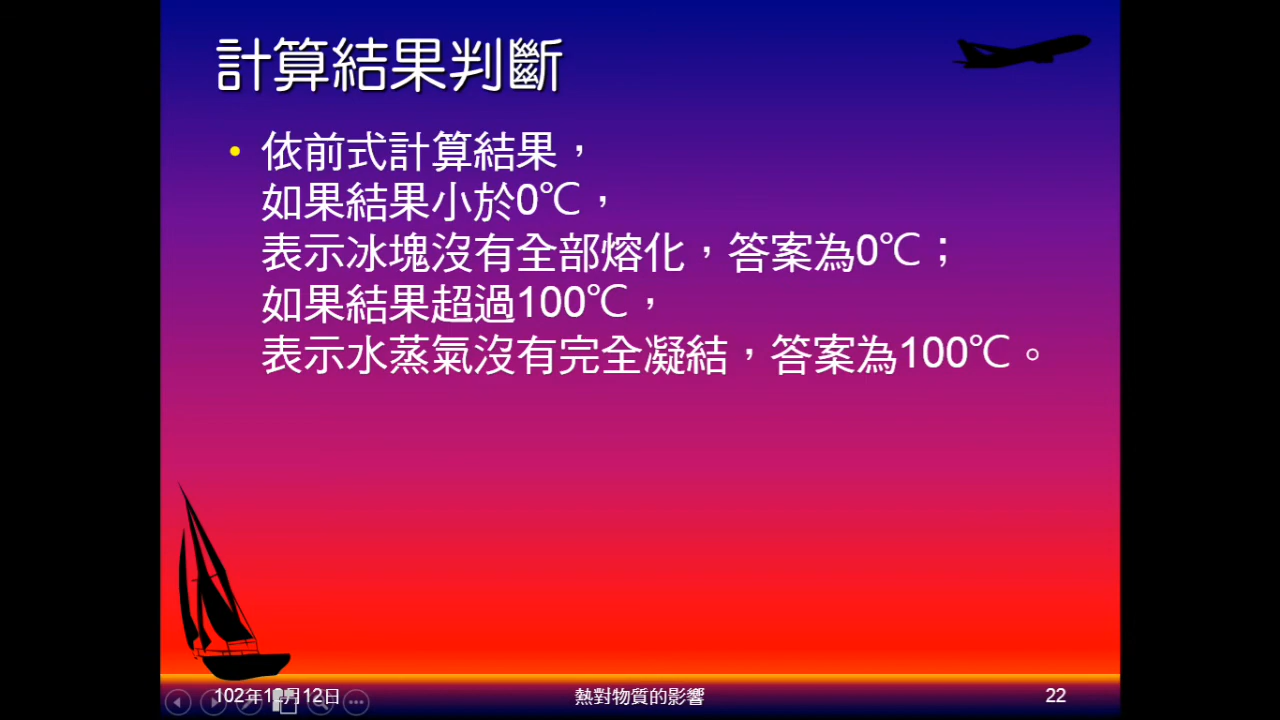 計算結果判斷
• 依前式計算結果，
如果結果小於0℃，
表示冰塊沒有全部熔化，答案為0℃；
如果結果超過100℃，
表示水蒸氣沒有完全凝結，答案為100℃。
102年12月12日
熱對物質的影響
22